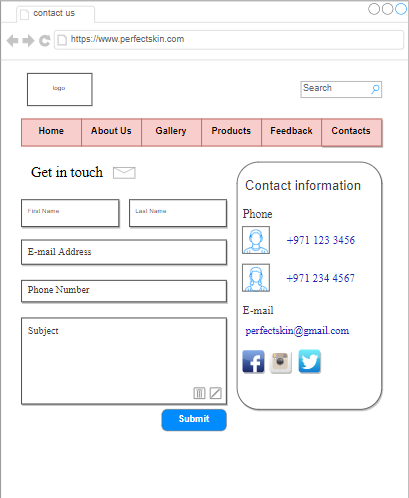 contact us
https://www.perfectskin.com
logo
Search
Home About Us Gallery Products Feedback Contacts
Get in touch
First Name Last Name
E-mail Address
Phone Number
Subject
Submit
Contact information
Phone
+971 123 3456
+971 234 4567
E-mail
perfectskin@gmail.com